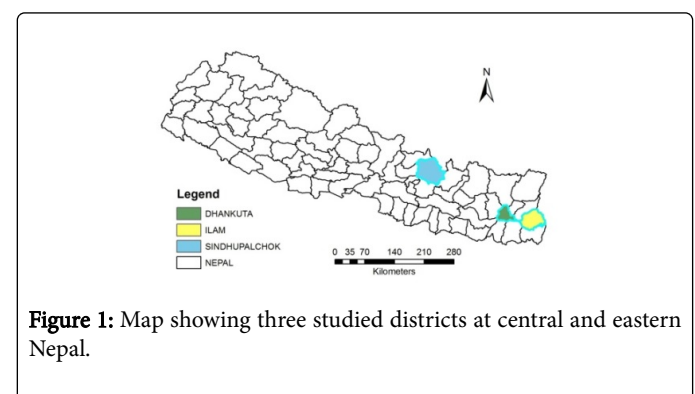 N
Legend
DHANKUTA
ILAM
SINDHUPALCHOK
NEPAL
0 35 70 140 210 280
Kilometers
Figure 1: Map showing three studied districts at central and eastern
Nepal.